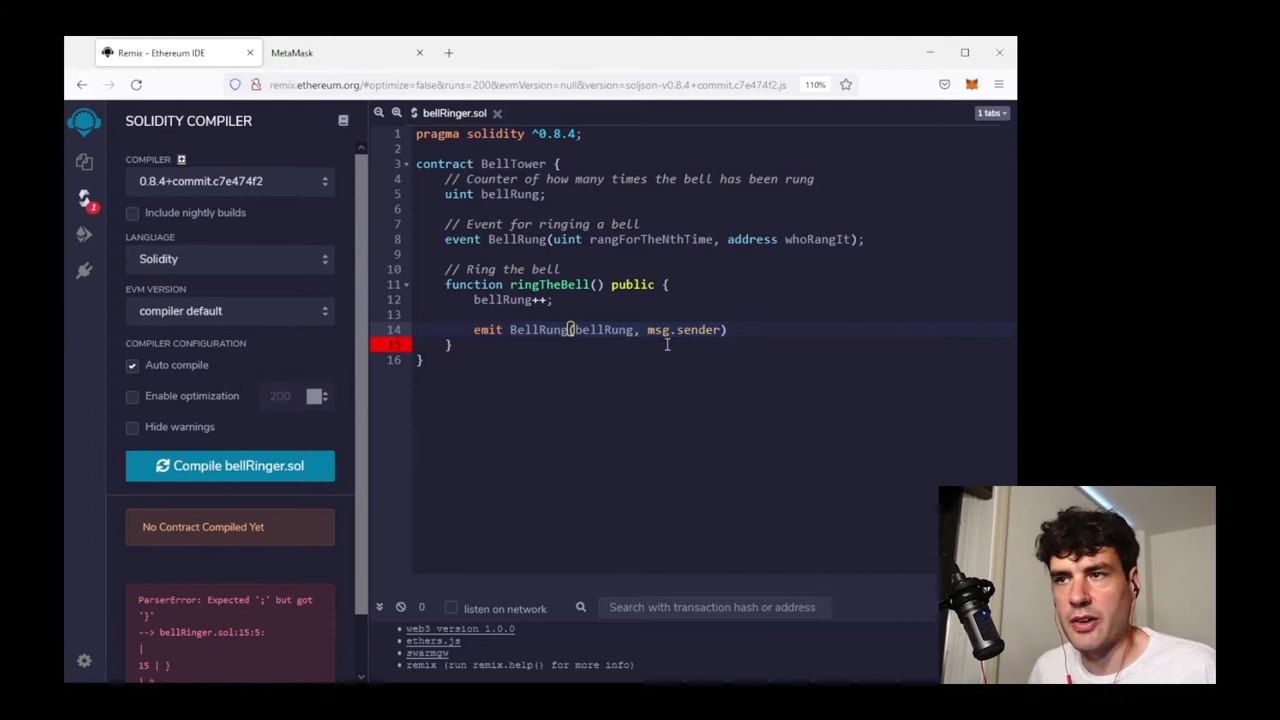 Remix - Ethereum IDE
MetaMask
remix.ethereum.org/#optimize=false&runs=200&evmVersion=null&version=soljson-v0.8.4+commit.c7e474f2.js
110%
SOLIDITY COMPILER
COMPILER
0.8.4+commit.c7e474f2
Include nightly builds
LANGUAGE
Solidity
EVM VERSION
compiler default
COMPILER CONFIGURATION
Auto compile
Enable optimization 200
Hide warnings
Compile bellRinger.sol
No Contract Compiled Yet
ParserError: Expected ';' but got
'}'
--> bellRinger.sol:15:5:
|
15 | }
1
bellRinger.sol
1 tabs
1 pragma solidity ^0.8.4;
2
3 contract BellTower {
4 // Counter of how many times the bell has been rung
5 uint bellRung;
6
7 // Event for ringing a bell
8 event BellRung(uint rangForTheNthTime, address whoRangIt);
9
10 // Ring the bell
11 function ringTheBell() public {
12 bellRung++;
13
14 emit BellRung(bellRung, msg.sender)
15 }
16 }
0 listen on network Search with transaction hash or address
• web3 version 1.0.0
• ethers.js
• swarmgw
• remix (run remix.help() for more info)